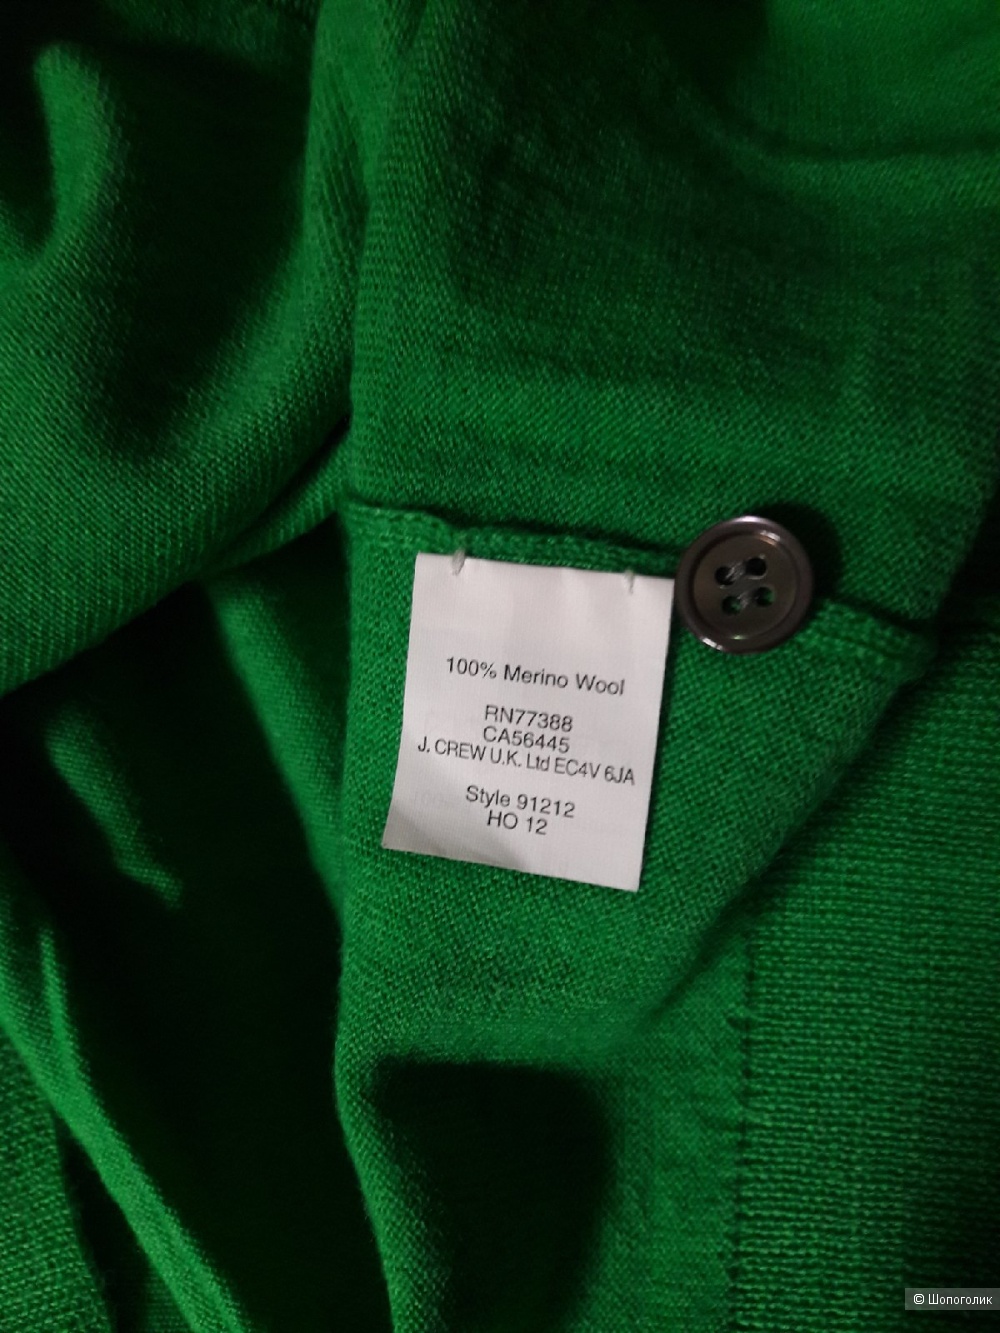 100% Merino Wool
RN77388
CA56445
J. CREW U.K. Ltd EC4V 6JA
Style 91212
HO 12
© Шопоголик